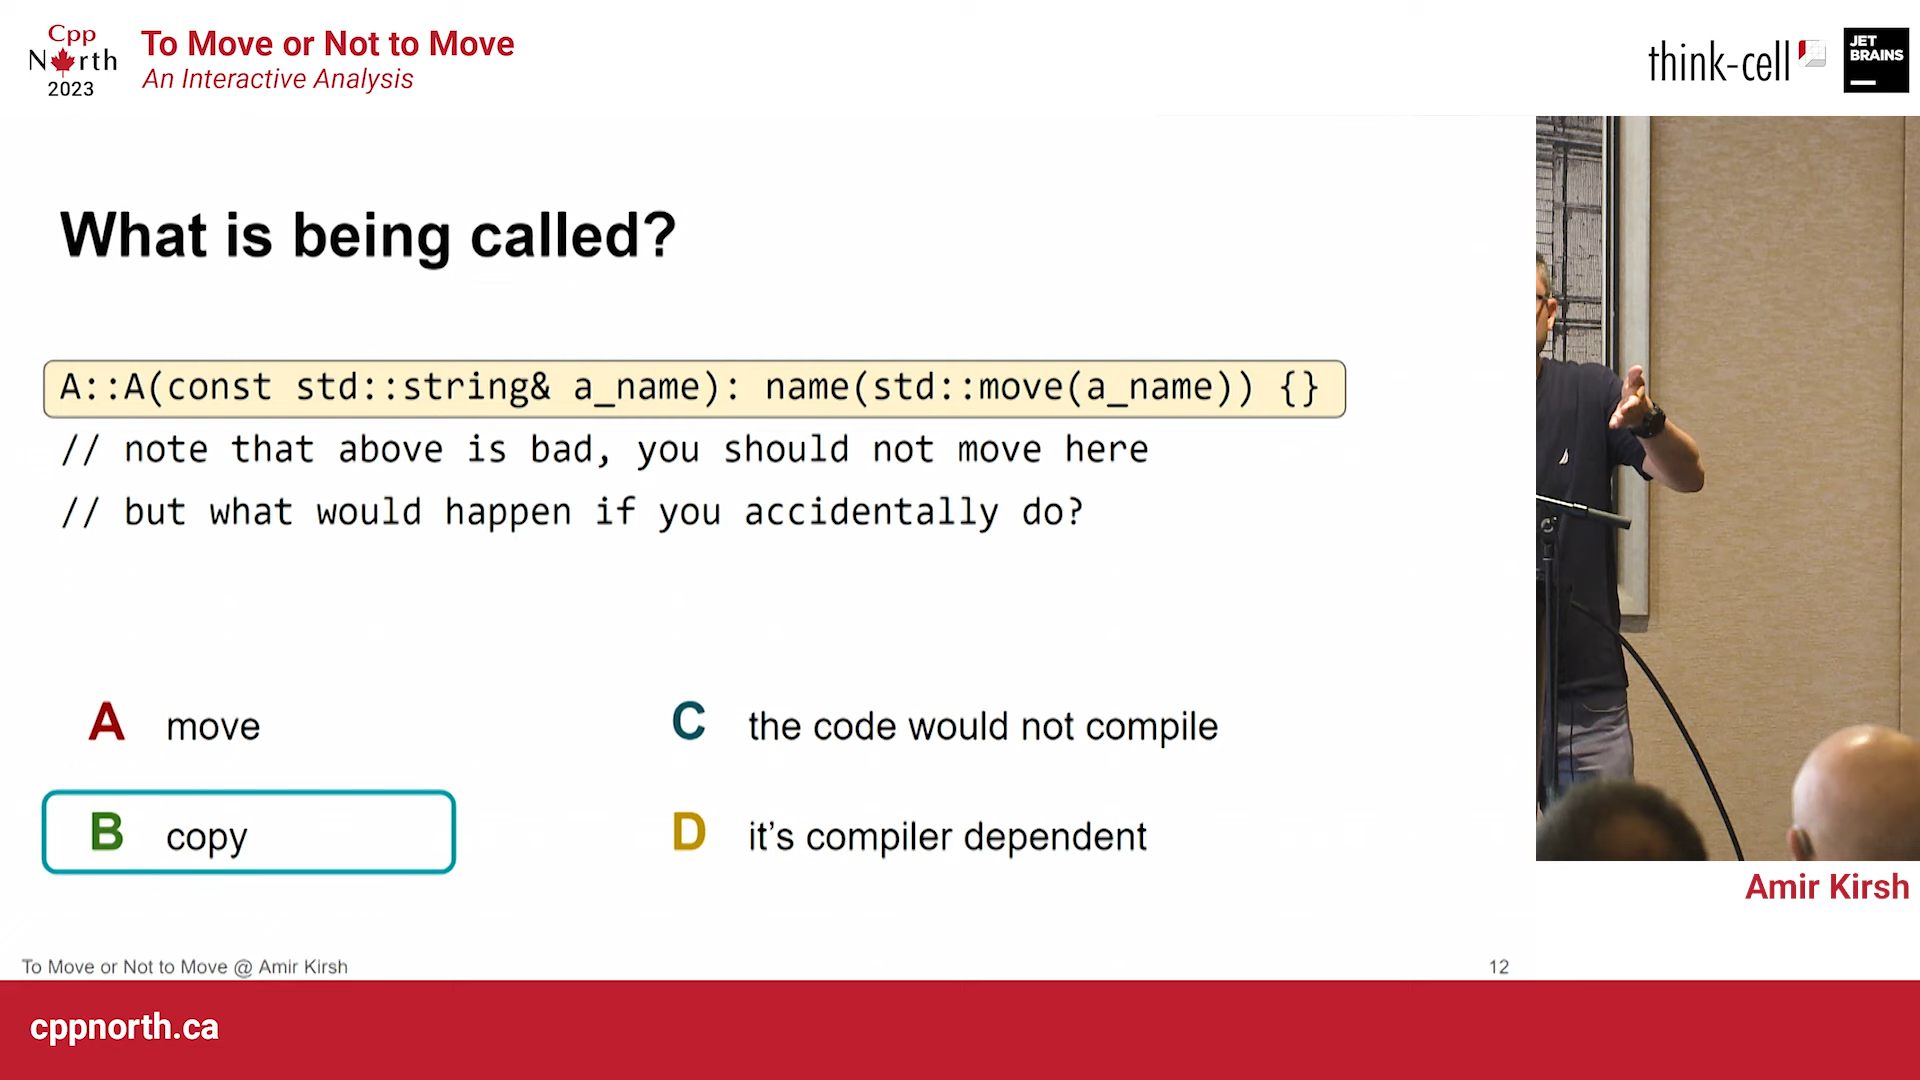 Cpp
North
2023
To Move or Not to Move
An Interactive Analysis
think-cell
JET
BRAINS
What is being called?
A::A(const std::string& a_name): name(std::move(a_name)) {}
// note that above is bad, you should not move here
// but what would happen if you accidentally do?
A move
C the code would not compile
B copy
D it's compiler dependent
Amir Kirsh
To Move or Not to Move @ Amir Kirsh
12
cppnorth.ca